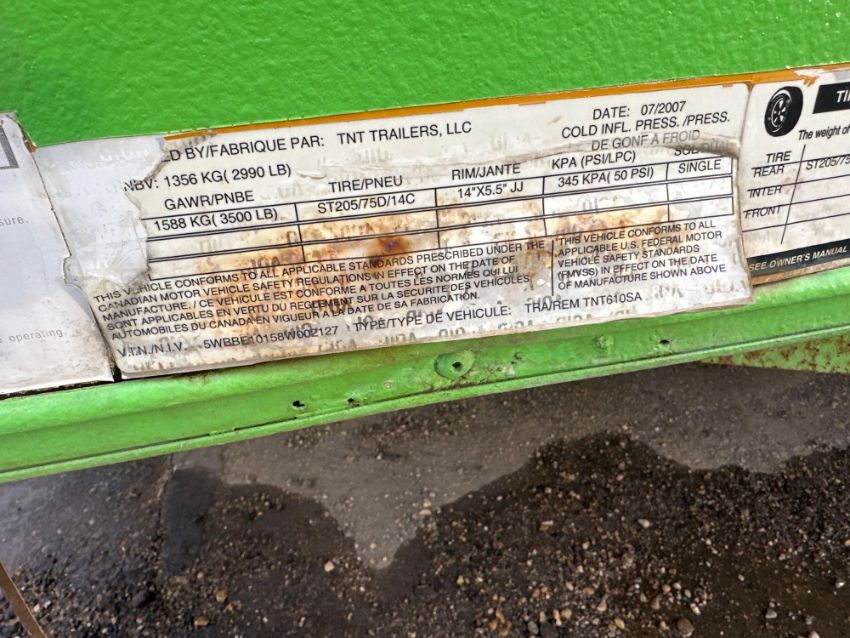 sure.
operating.
ED BY/FABRIQUE PAR: TNT TRAILERS, LLC
DATE: 07/2007
COLD INFL. PRESS./PRESS.
DE GONF A FROID
NBV: 1356 KG( 2990 LB)
GAWR/PNBE TIRE/PNEU RIM/JANTE KPA (PSI/LPC)
1588 KG( 3500 LB) ST205/75D/14C 14"X5.5" JJ 345 KPA( 50 PSI) SINGLE
THIS VEHICLE CONFORMS TO ALL APPLICABLE STANDARDS PRESCRIBED UNDER THE
CANADIAN MOTOR VEHICLE SAFETY REGULATIONS IN EFFECT ON THE DATE OF
MANUFACTURE. / CE VEHICULE EST CONFORME A TOUTES LES NORMES QUI LUI
SONT APPLICABLES EN VERTU DU REGLEMENT SUR LA SECURITE DES VEHICULES
AUTOMOBILES DU CANADA EN VIGUEUR A LA DATE DE SA FABRICATION.
THIS VEHICLE CONFORMS TO ALL
APPLICABLE U.S. FEDERAL MOTOR
VEHICLE SAFETY STANDARDS
(FMVSS) IN EFFECT ON THE DATE
OF MANUFACTURE SHOWN ABOVE
V.I.N./N.I.V. 5WBBE10158W002127 TYPE/TYPE DE VEHICULE: TRA/REM TNT610SA
TI
The weight of
TIRE
REAR ST205/75
INTER
FRONT
SEE OWNER'S MANUAL